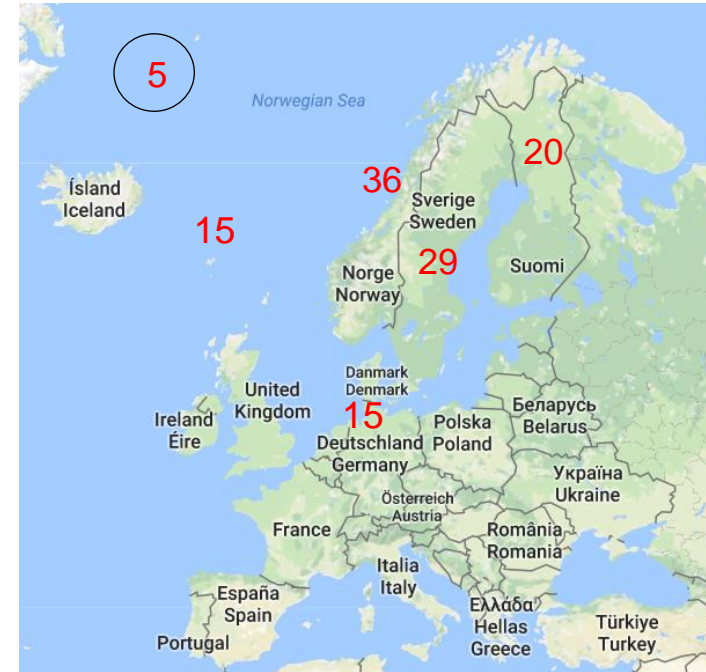 5
Norwegian Sea
20
36
Ísland
Iceland
Sverige
Sweden
15
29
Suomi
Norge
Norway
Danmark
Denmark
United
Kingdom
15
Беларусь
Belarus
Ireland
Éire
Polska
Poland
Deutschland
Germany
Україна
Ukraine
Österreich
Austria
France
România
Romania
Italia
Italy
España
Spain
Ελλάδα
Hellas
Greece
Türkiye
Turkey
Portugal